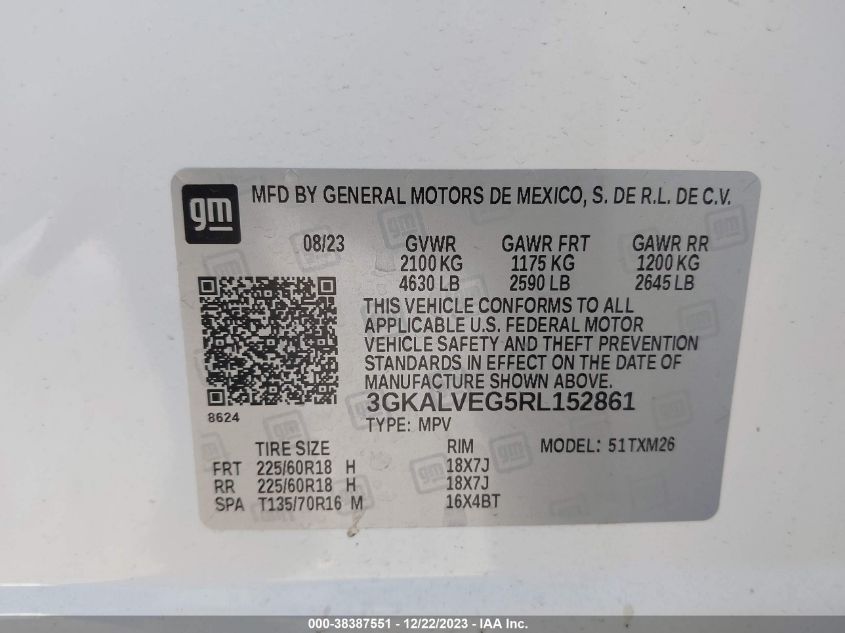 gm
MFD BY GENERAL MOTORS DE MEXICO, S. DE R.L. DE C.V.
08/23 GVWR GAWR FRT GAWR RR
2100 KG 1175 KG 1200 KG
4630 LB 2590 LB 2645 LB
THIS VEHICLE CONFORMS TO ALL
APPLICABLE U.S. FEDERAL MOTOR
VEHICLE SAFETY AND THEFT PREVENTION
STANDARDS IN EFFECT ON THE DATE OF
MANUFACTURE SHOWN ABOVE.
8624
3GKALVEG5RL152861
TYPE: MPV
TIRE SIZE RIM MODEL: 51TXM26
FRT 225/60R18 H 18X7J
RR 225/60R18 H 18X7J
SPA T135/70R16 M 16X4BT
000-38387551 - 12/22/2023 - IAA Inc.